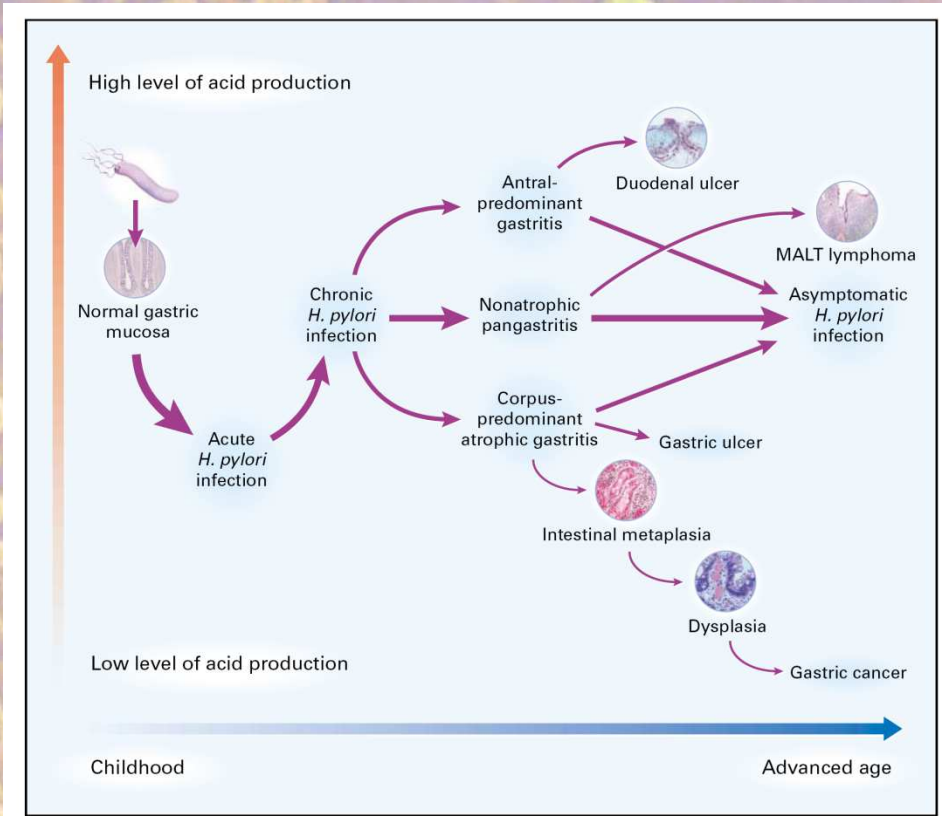 High level of acid production
Antral-
predominant
gastritis
Duodenal ulcer
MALT lymphoma
Normal gastric
mucosa
Chronic
H. pylori
infection
Nonatrophic
pangastritis
Asymptomatic
H. pylori
infection
Corpus-
predominant
atrophic gastritis
Acute
H. pylori
infection
Gastric ulcer
Intestinal metaplasia
Dysplasia
Low level of acid production
Gastric cancer
Childhood
Advanced age